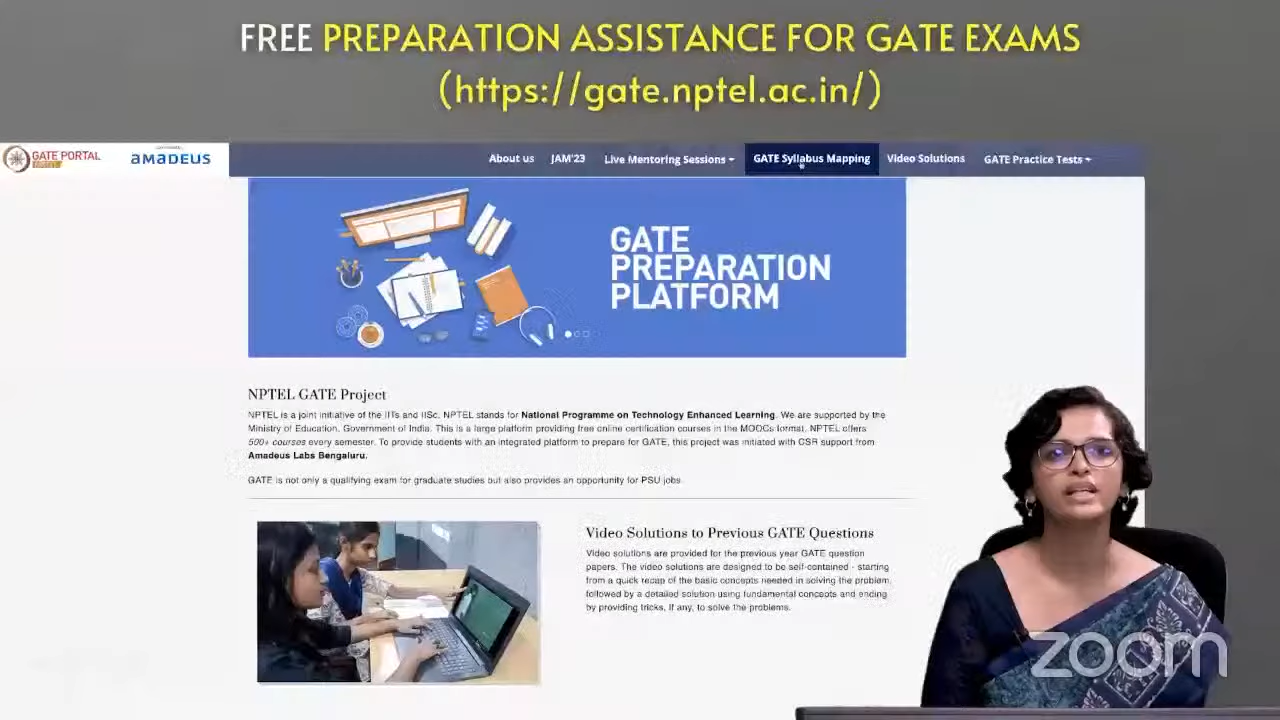 FREE PREPARATION ASSISTANCE FOR GATE EXAMS
(https://gate.nptel.ac.in/)
GATE PORTAL
amadeus
About us
JAM'23
Live Mentoring Sessions
GATE Syllabus Mapping
Video Solutions
GATE Practice Tests
GATE
PREPARATION
PLATFORM
NPTEL GATE Project
NPTEL is a joint initiative of the IITs and IISc. NPTEL stands for National Programme on Technology Enhanced Learning. We are supported by the
Ministry of Education, Government of India. This is a large platform providing free online certification courses in the MOOCs format. NPTEL offers
500+ courses every semester. To provide students with an integrated platform to prepare for GATE, this project was initiated with CSR support from
Amadeus Labs Bengaluru.
GATE is not only a qualifying exam for graduate studies but also provides an opportunity for PSU jobs.
Video Solutions to Previous GATE Questions
Video solutions are provided for the previous year GATE question
papers. The video solutions are designed to be self-contained - starting
from a quick recap of the basic concepts needed in solving the problem,
followed by a detailed solution using fundamental concepts and ending
by providing tricks, if any, to solve the problems.
zoom